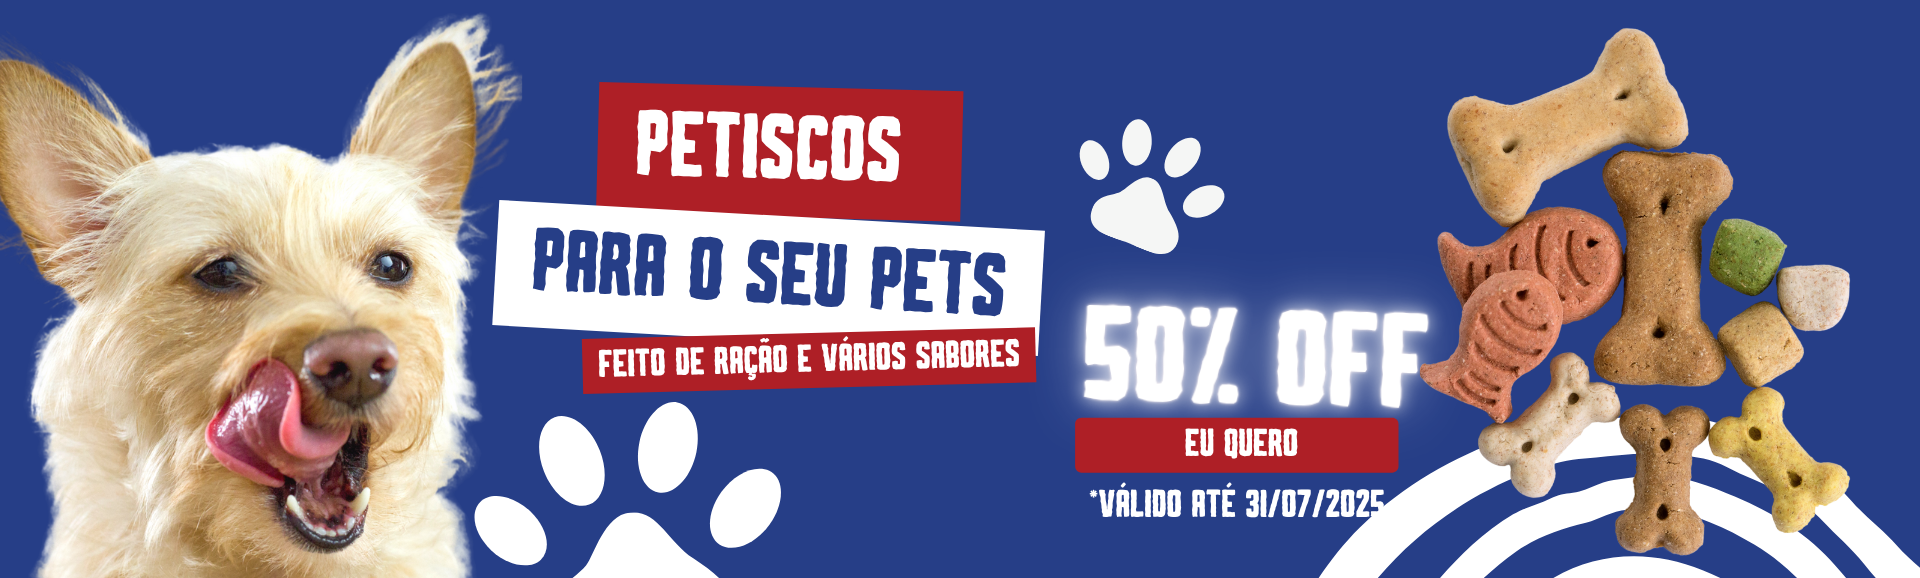 PETISCOS
PARA O SEU PETS
FEITO DE RAÇÃO E VÁRIOS SABORES
50% OFF
EU QUERO
*VÁLIDO ATÉ 31/07/2025